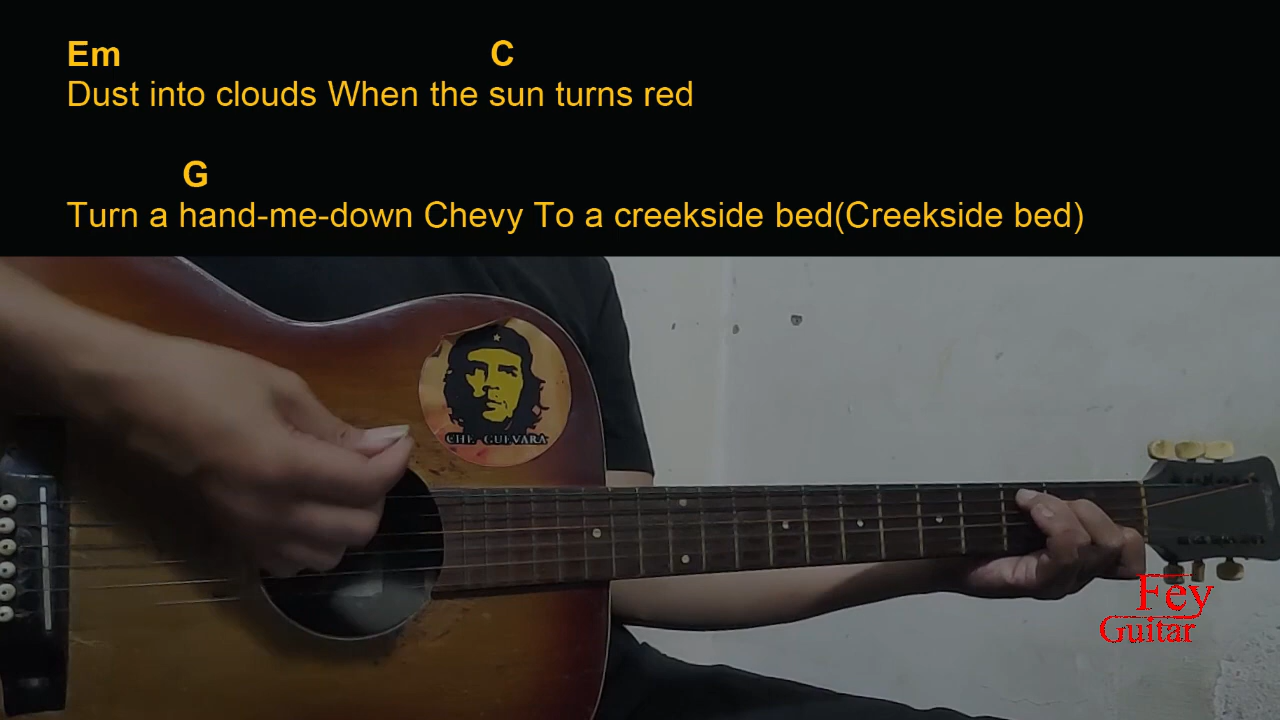 Em C
Dust into clouds When the sun turns red
G
Turn a hand-me-down Chevy To a creekside bed(Creekside bed)
CHE GUEVARA
Fey
Guitar